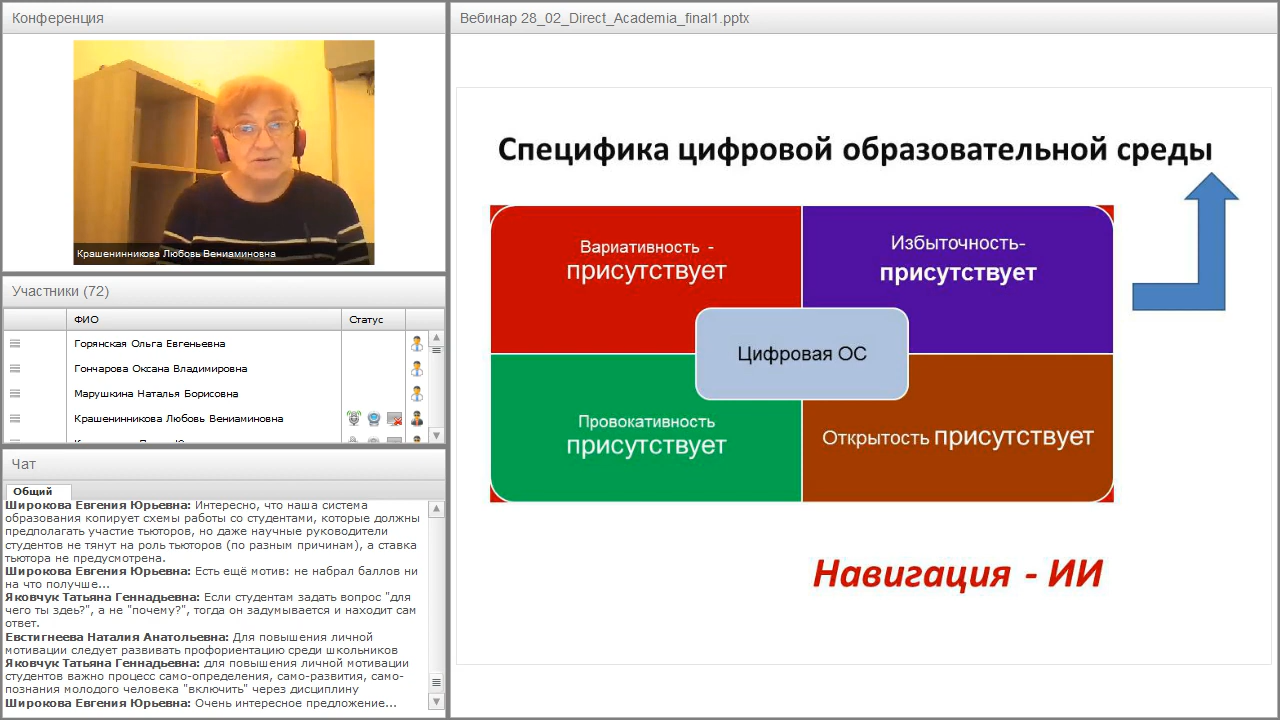 Конференция
Крашенинникова Любовь Вениаминовна
Участники (72)
ФИО
Статус
Горянская Ольга Евгеньевна
Гончарова Оксана Владимировна
Марушкина Наталья Борисовна
Крашенинникова Любовь Вениаминовна
Чат
Общий
Широкова Евгения Юрьевна: Интересно, что наша система
образования копирует схемы работы со студентами, которые должны
предполагать участие тьюторов, но даже научные руководители
студентов не тянут на роль тьюторов (по разным причинам), а ставка
тьютора не предусмотрена.
Широкова Евгения Юрьевна: Есть ещё мотив: не набрал баллов ни
на что получше...
Яковчук Татьяна Геннадьевна: Если студентам задать вопрос "для
чего ты здеь?", а не "почему?", тогда он задумывается и находит сам
ответ.
Евстигнеева Наталия Анатольевна: Для повышения личной
мотивации следует развивать профориентацию среди школьников
Яковчук Татьяна Геннадьевна: для повышения личной мотивации
студентов важно процесс само-определения, само-развития, само-
познания молодого человека "включить" через дисциплину
Широкова Евгения Юрьевна: Очень интересное предложение...
Вебинар 28_02_Direct_Academia_final1.pptx
Специфика цифровой образовательной среды
Вариативность -
присутствует
Избыточность-
присутствует
Цифровая ОС
Провокативность
присутствует
Открытость присутствует
Навигация - ИИ